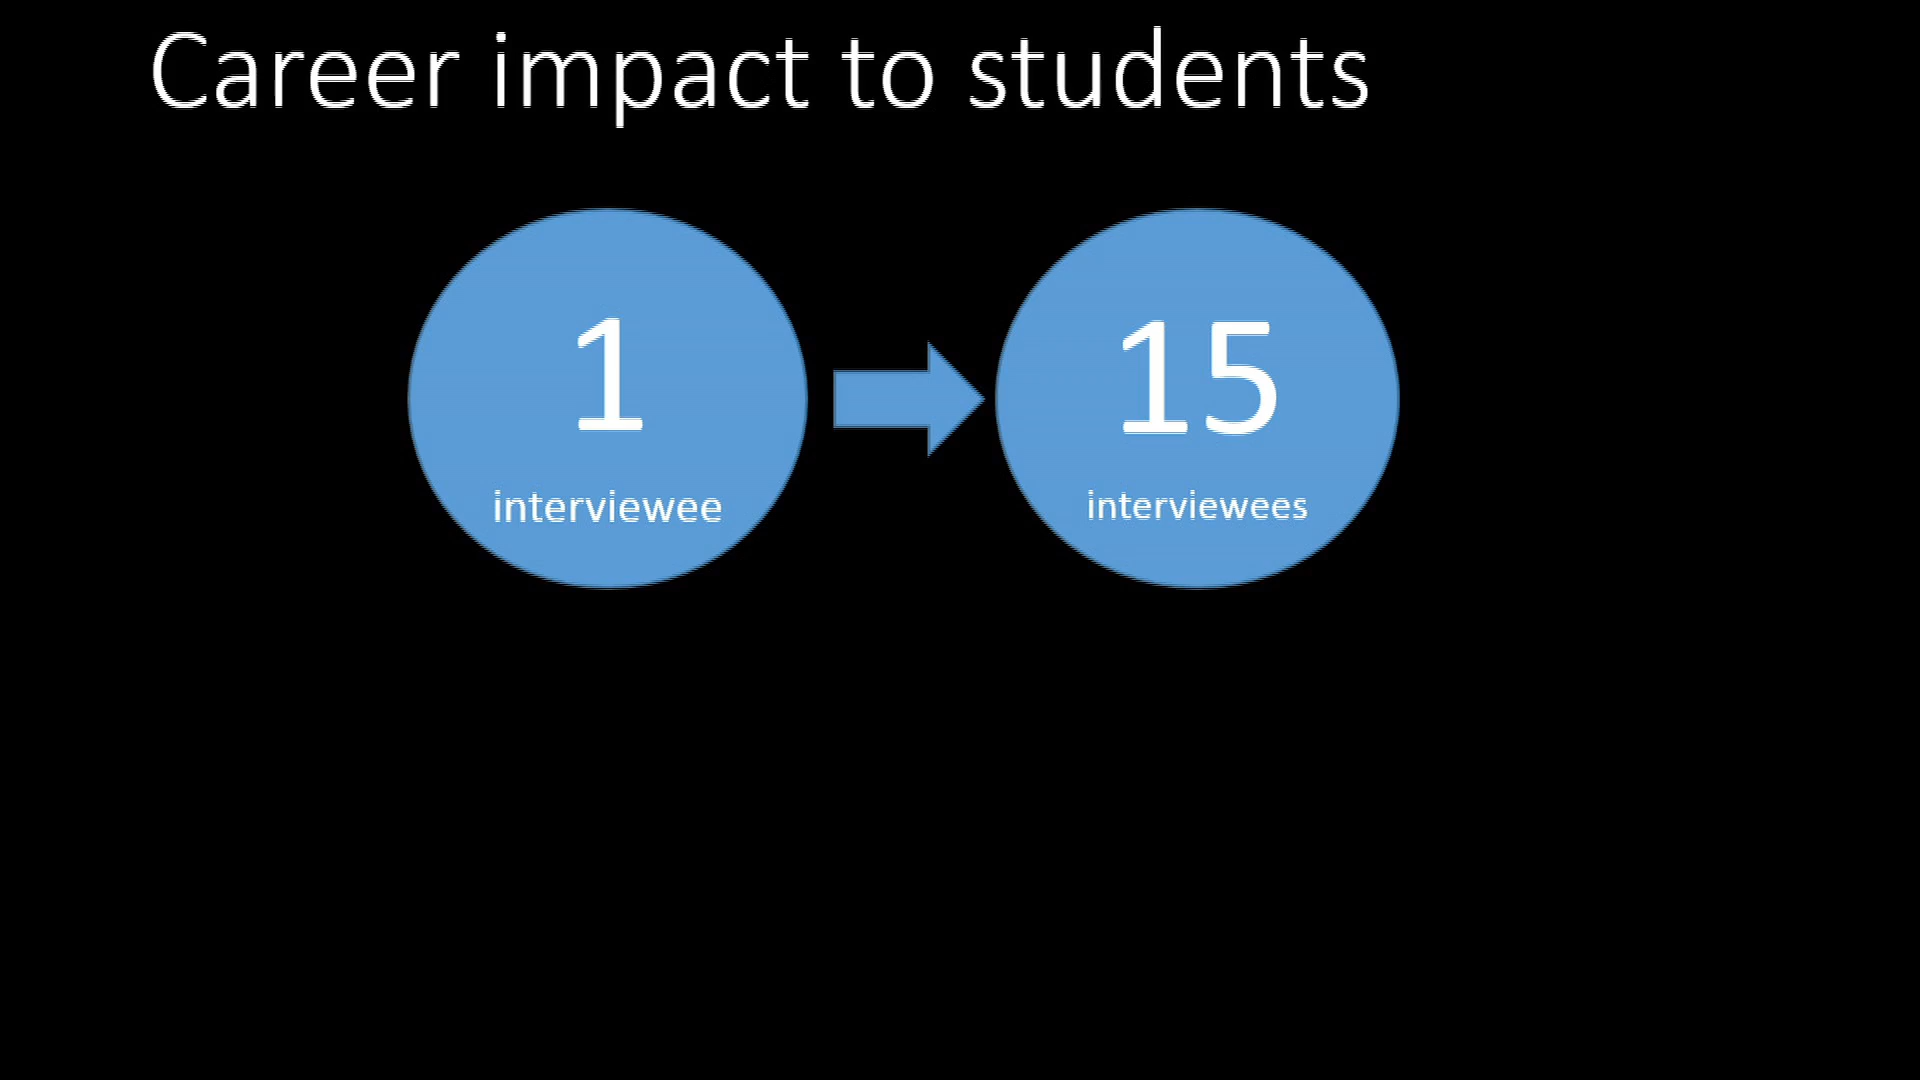 Career impact to students
1
interviewee
15
interviewees